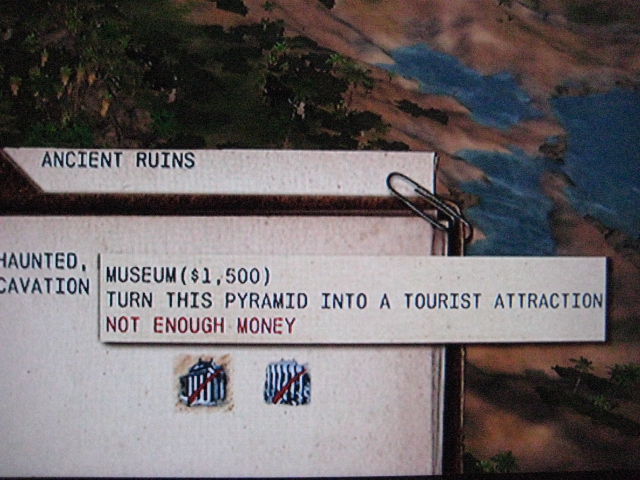 ANCIENT RUINS
HAUNTED,
CAVATION
MUSEUM($1,500)
TURN THIS PYRAMID INTO A TOURIST ATTRACTION
NOT ENOUGH MONEY